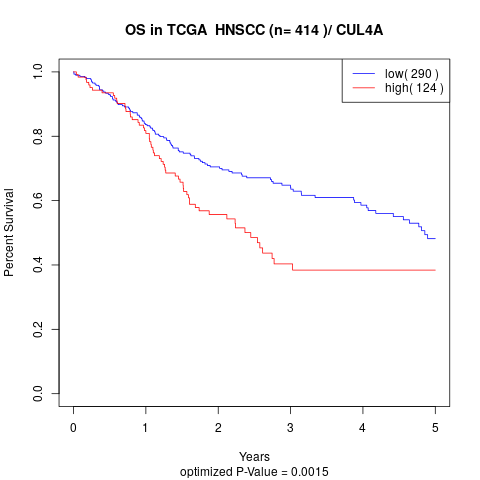 OS in TCGA  HNSCC (n= 414 )/ CUL4A
low( 290 )
high( 124 )
Percent Survival
1.0
0.8
0.6
0.4
0.2
0.0
0 1 2 3 4 5
Years
optimized P-Value = 0.0015